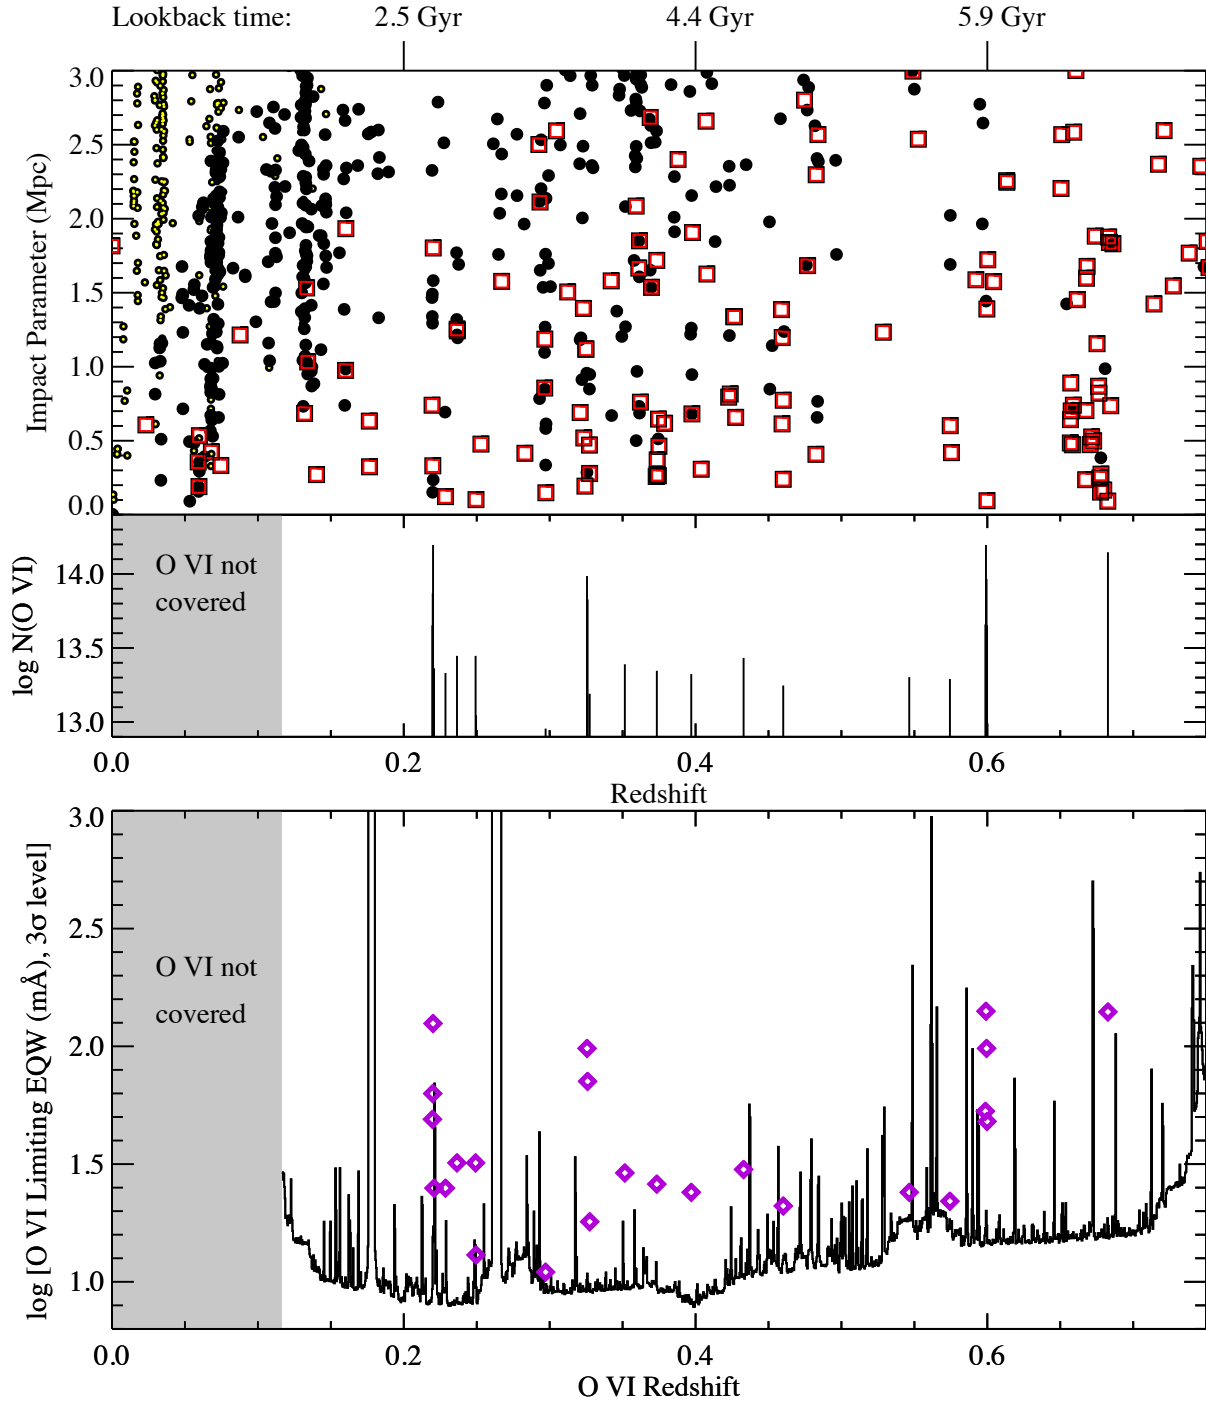 Lookback time: 2.5 Gyr 4.4 Gyr 5.9 Gyr
3.0
2.5
2.0
1.5
1.0
0.5
0.0
Impact Parameter (Mpc)
O VI not
covered
14.0
13.5
13.0
log N(O VI)
0.0 0.2 0.4 0.6
Redshift
3.0
2.5
2.0
1.5
1.0
log [O VI Limiting EQW (mÅ), 3σ level]
O VI not
covered
0.0 0.2 0.4 0.6
O VI Redshift